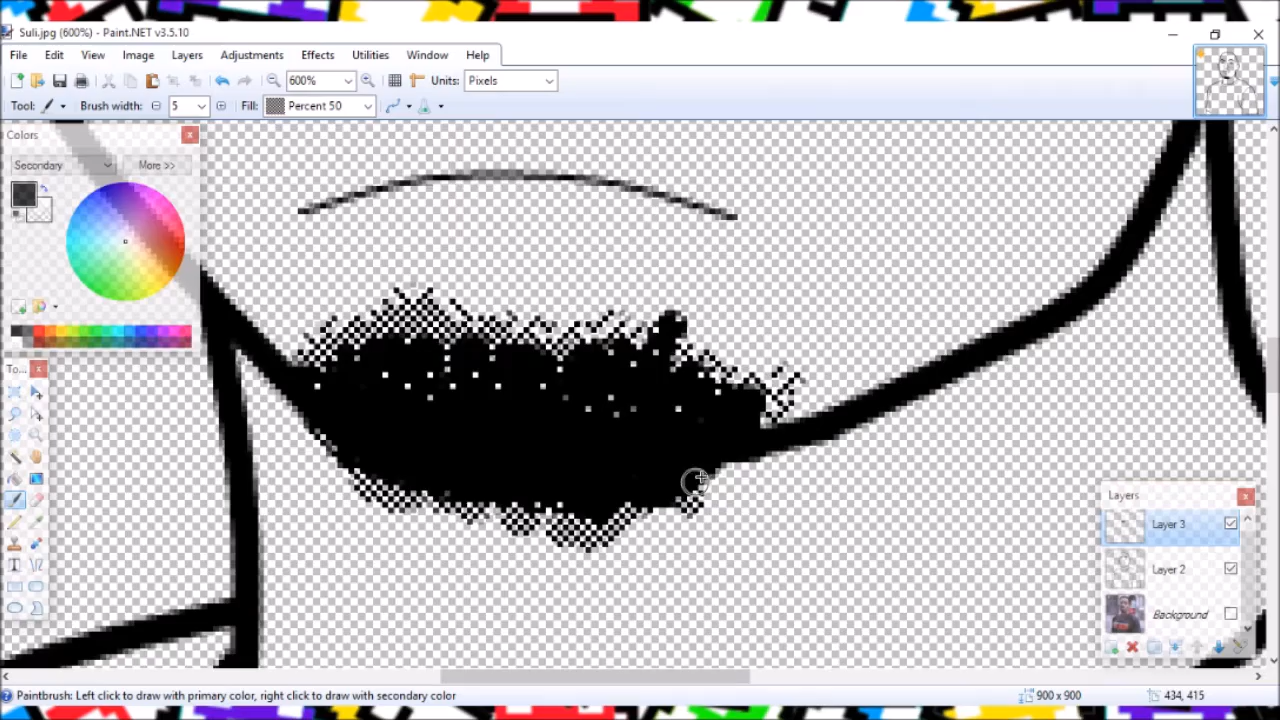 Suli.jpg (600%) - Paint.NET v3.5.10
File Edit View Image Layers Adjustments Effects Utilities Window Help
600% Units: Pixels
Tool: Brush width: 5 Fill: Percent 50
Colors
Secondary More >>
To...
Layers
Layer 3
Layer 2
Background
Paintbrush: Left click to draw with primary color, right click to draw with secondary color 900 x 900 434, 415